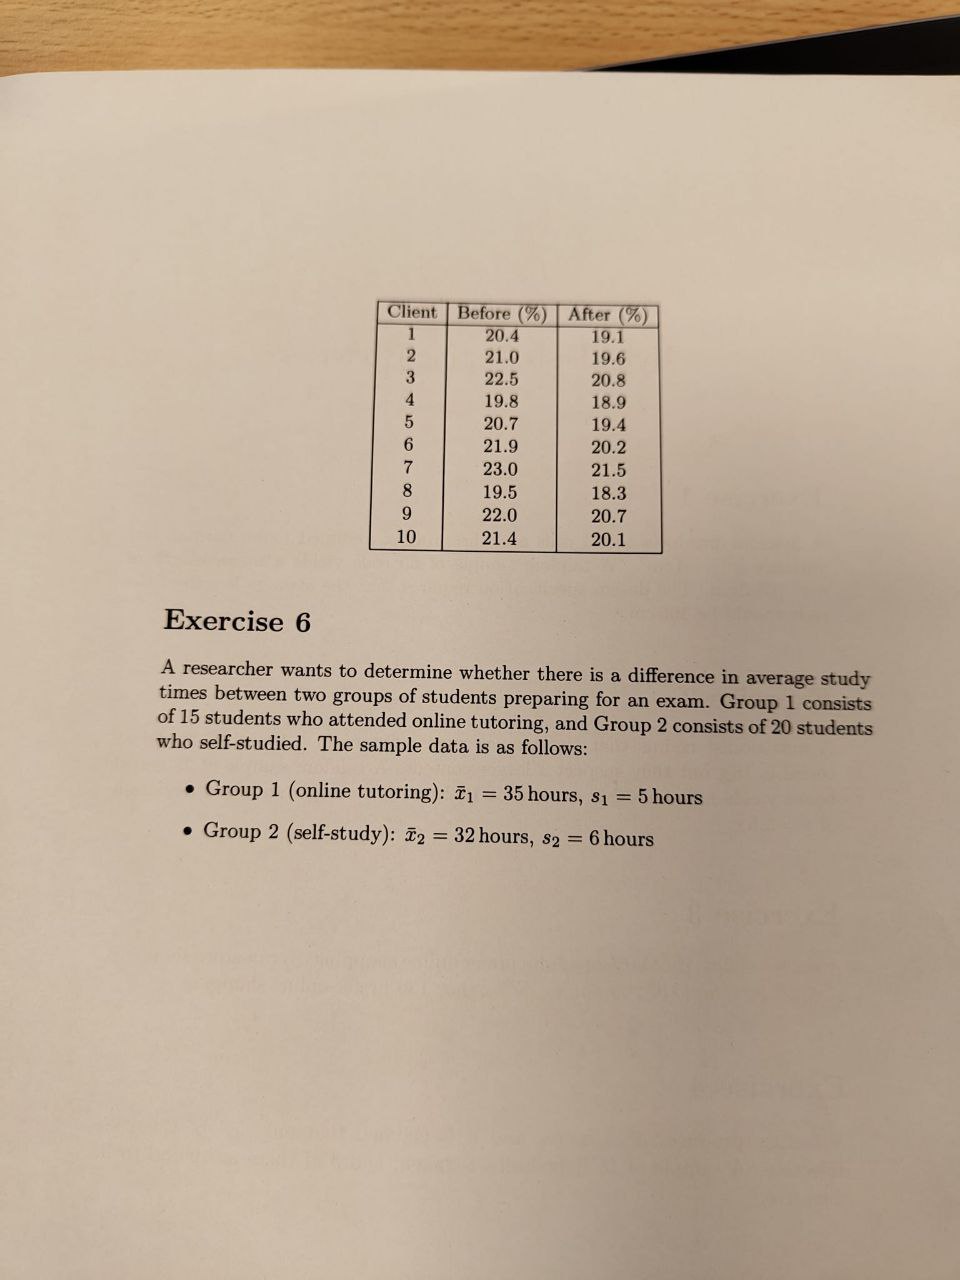 Client Before (%) After (%)
1 20.4 19.1
2 21.0 19.6
3 22.5 20.8
4 19.8 18.9
5 20.7 19.4
6 21.9 20.2
7 23.0 21.5
8 19.5 18.3
9 22.0 20.7
10 21.4 20.1
Exercise 6
A researcher wants to determine whether there is a difference in average study
times between two groups of students preparing for an exam. Group 1 consists
of 15 students who attended online tutoring, and Group 2 consists of 20 students
who self-studied. The sample data is as follows:
• Group 1 (online tutoring): x̄₁ = 35 hours, s₁ = 5 hours
• Group 2 (self-study): x̄₂ = 32 hours, s₂ = 6 hours